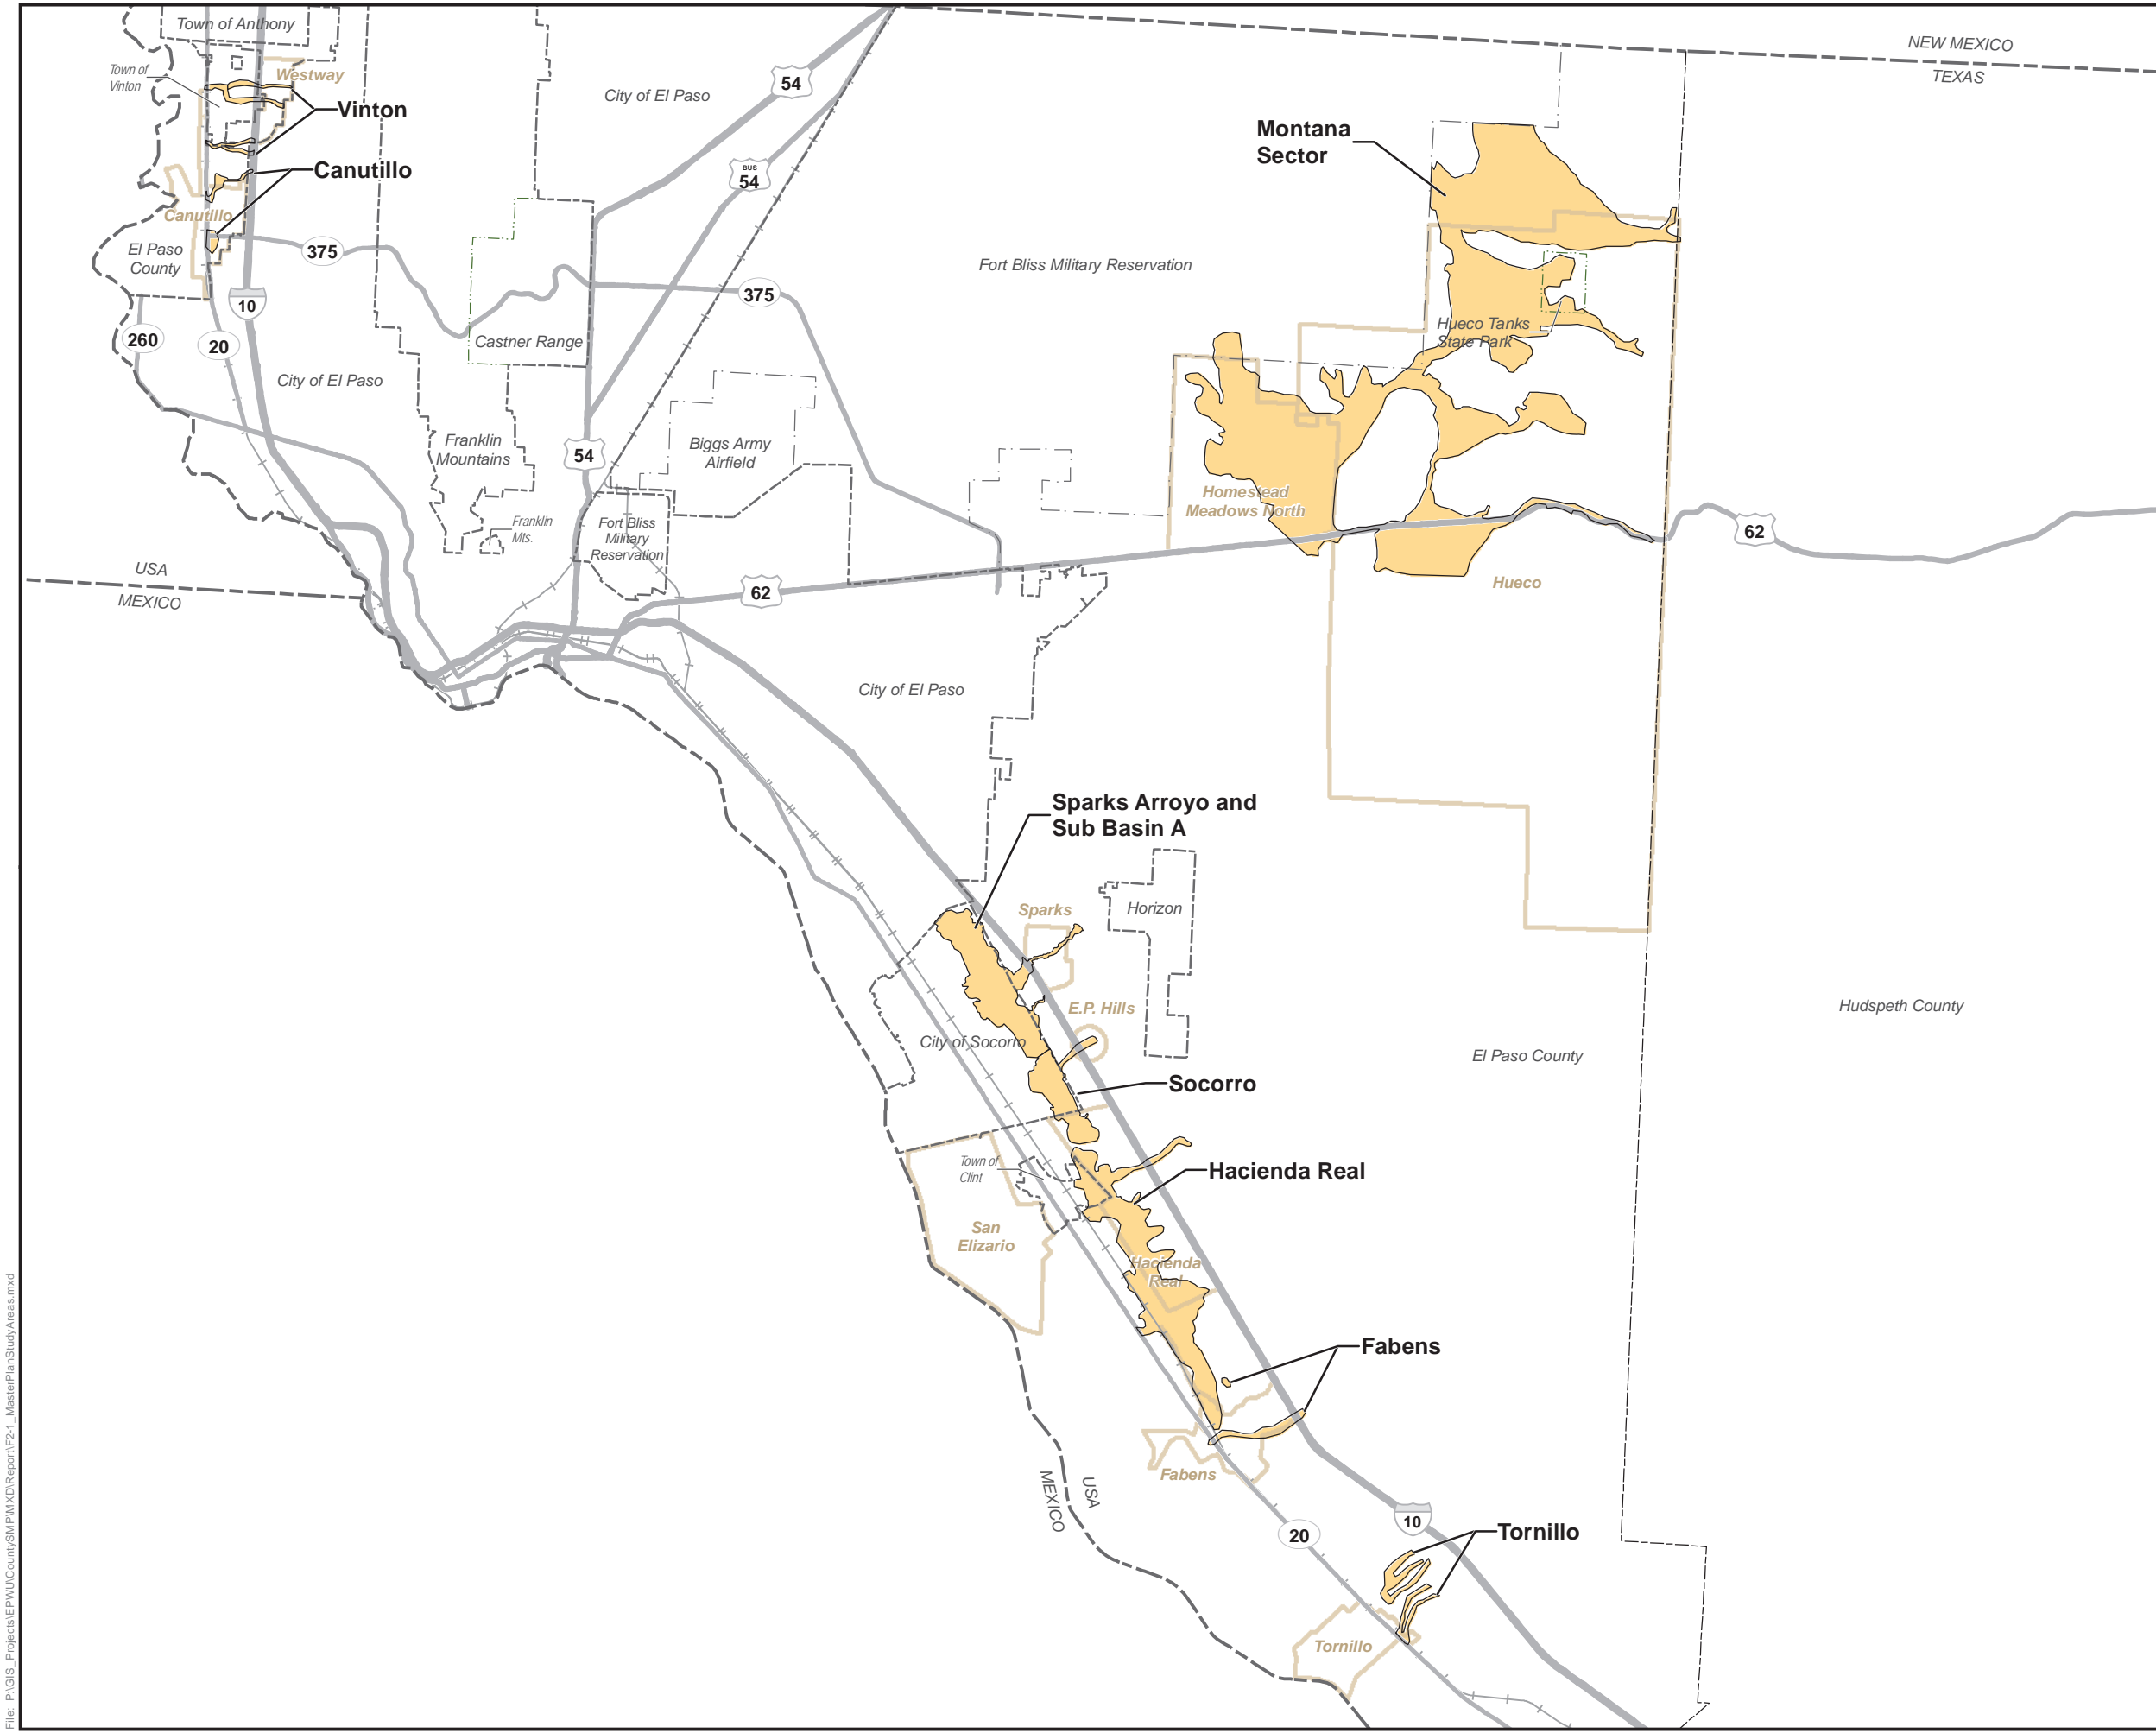 Town of Anthony
Town of
Vinton
Westway
Vinton
Canutillo
Canutillo
El Paso
County
375
10
260
20
City of El Paso
City of El Paso
54
BUS
54
375
Castner Range
Franklin
Mountains
Franklin
Mts.
54
Biggs Army
Airfield
Fort Bliss
Military
Reservation
62
USA
MEXICO
Fort Bliss Military Reservation
NEW MEXICO
TEXAS
Montana
Sector
Hueco Tanks
State Park
Homestead
Meadows North
Hueco
62
City of El Paso
Sparks Arroyo and
Sub Basin A
Sparks
Horizon
E.P. Hills
City of Socorro
Socorro
Hudspeth County
El Paso County
Town of
Clint
Hacienda Real
San
Elizario
Hacienda
Real
Fabens
Fabens
USA
MEXICO
10
20
Tornillo
Tornillo
File: P:\GIS_Projects\EPWU\CountySMP\MXD\Report\F2-1_MasterPlanStudyAreas.mxd